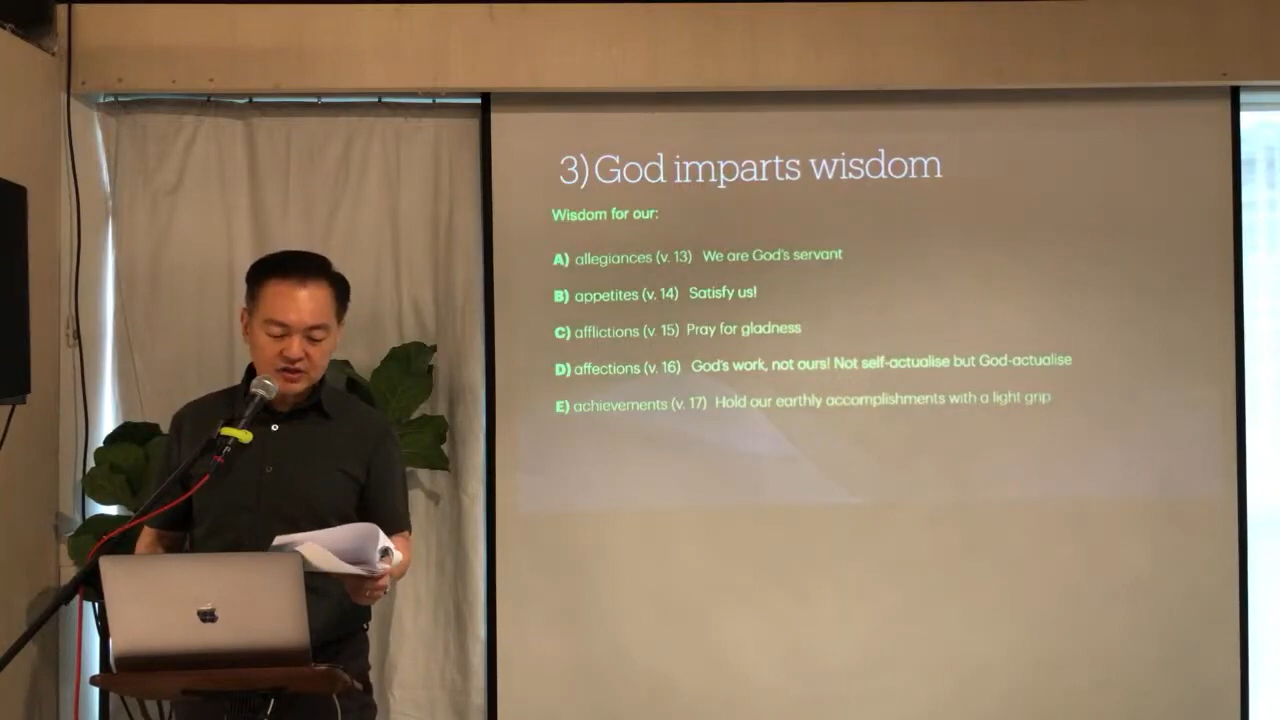 3) God imparts wisdom
Wisdom for our:
A) allegiances (v. 13) We are God's servant
B) appetites (v. 14) Satisfy us!
C) afflictions (v. 15) Pray for gladness
D) affections (v. 16) God's work, not ours! Not self-actualise but God-actualise
E) achievements (v. 17) Hold our earthly accomplishments with a light grip